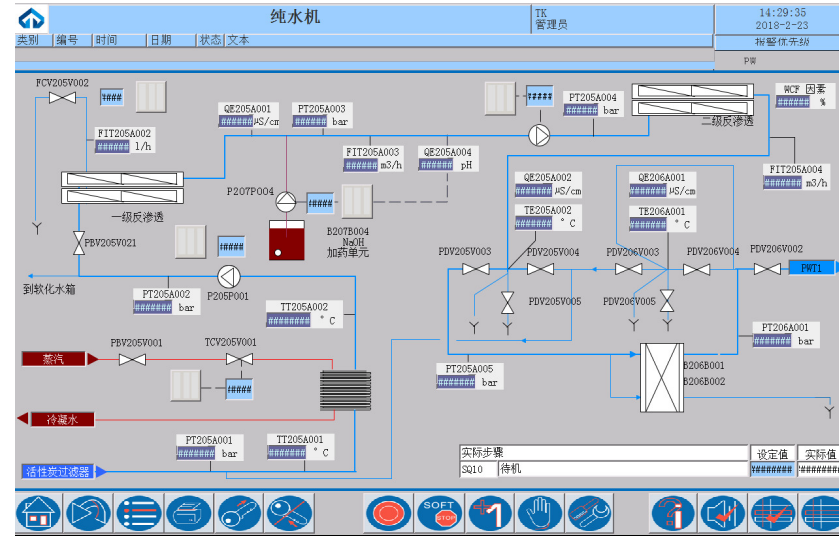 纯水机
TK
管理员
14:29:35
2018-2-23
类别 编号 时间 日期 状态 文本
报警优先级
PW
FCV205V002
#####
FIT205A002
###### l/h
QE205A001
###### µS/cm
PT205A003
###### bar
#####
PT205A004
###### bar
WCF 因素
###### %
二级反渗透
FIT205A003
###### m3/h
QE205A004
###### pH
FIT205A004
####### m3/h
一级反渗透
P207P004
#####
B207B004
NaOH
加药单元
QE205A002
####### µS/cm
TE205A002
####### °C
QE206A001
####### µS/cm
TE206A001
####### °C
PBV205V021
#####
PDV205V003
PDV205V004
PDV206V003
PDV206V004
PDV206V002
PWT1
到软化水箱
PT205A002
####### bar
P205P001
TT205A002
######## °C
PDV205V005
PDV206V005
PT206A001
####### bar
PBV205V001
TCV205V001
蒸汽
#####
PT205A005
####### bar
B206B001
B206B002
冷凝水
PT205A001
####### bar
TT205A001
####### °C
活性炭过滤器
实际步骤
设定值
实际值
SQ10
待机
########
########
SOFT
STOP
+1